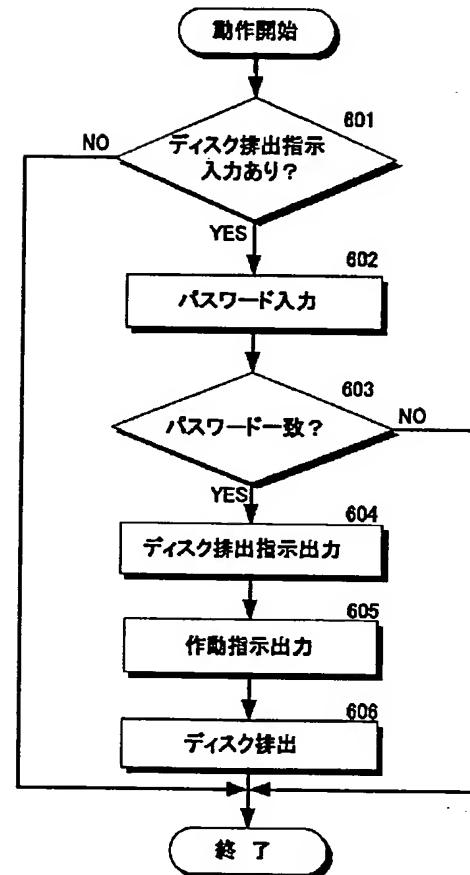 動作開始
601
NO
ディスク排出指示
入力あり?
YES
602
パスワード入力
603
パスワード一致?
NO
YES
604
ディスク排出指示出力
605
作動指示出力
606
ディスク排出
終 了